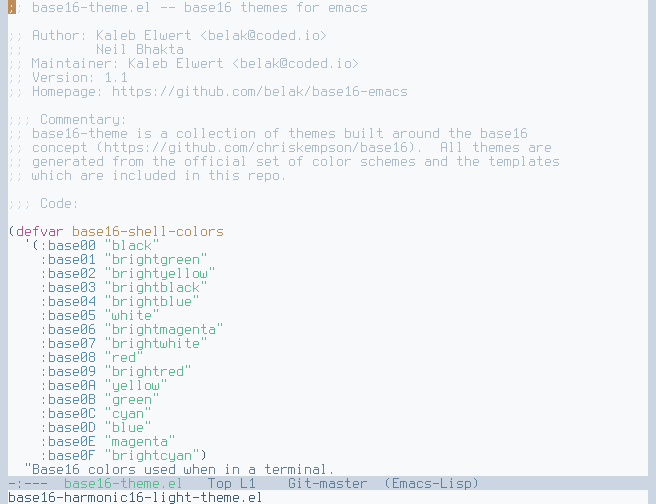 ;; base16-theme.el -- base16 themes for emacs

;; Author: Kaleb Elwert <belak@coded.io>
;;         Neil Bhakta
;; Maintainer: Kaleb Elwert <belak@coded.io>
;; Version: 1.1
;; Homepage: https://github.com/belak/base16-emacs

;;; Commentary:
;; base16-theme is a collection of themes built around the base16
;; concept (https://github.com/chriskempson/base16).  All themes are
;; generated from the official set of color schemes and the templates
;; which are included in this repo.

;;; Code:

(defvar base16-shell-colors
  '(:base00 "black"
    :base01 "brightgreen"
    :base02 "brightyellow"
    :base03 "brightblack"
    :base04 "brightblue"
    :base05 "white"
    :base06 "brightmagenta"
    :base07 "brightwhite"
    :base08 "red"
    :base09 "brightred"
    :base0A "yellow"
    :base0B "green"
    :base0C "cyan"
    :base0D "blue"
    :base0E "magenta"
    :base0F "brightcyan")
  "Base16 colors used when in a terminal.
-:---  base16-theme.el   Top L1    Git-master  (Emacs-Lisp)
base16-harmonic16-light-theme.el